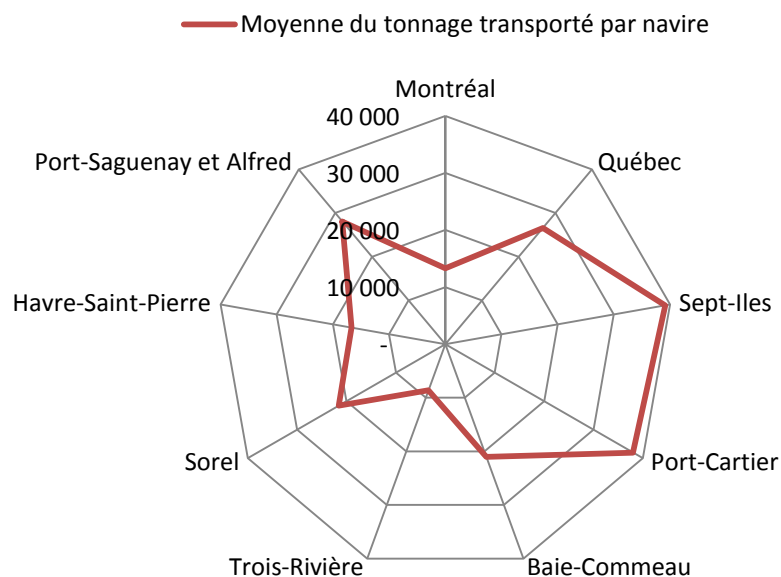 Moyenne du tonnage transporté par navire
Montréal
40 000
Port-Saguenay et Alfred
Québec
30 000
20 000
Havre-Saint-Pierre
10 000
Sept-Iles
-
Sorel
Port-Cartier
Trois-Rivière
Baie-Commeau